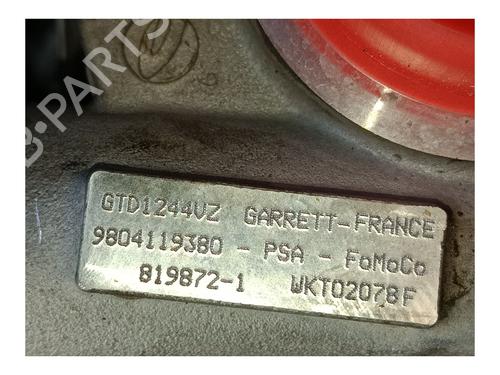 B-PARTS
GTD1244VZ GARRETT-FRANCE
9804119380 - PSA - FoMoCo
819872-1 WKT02078F